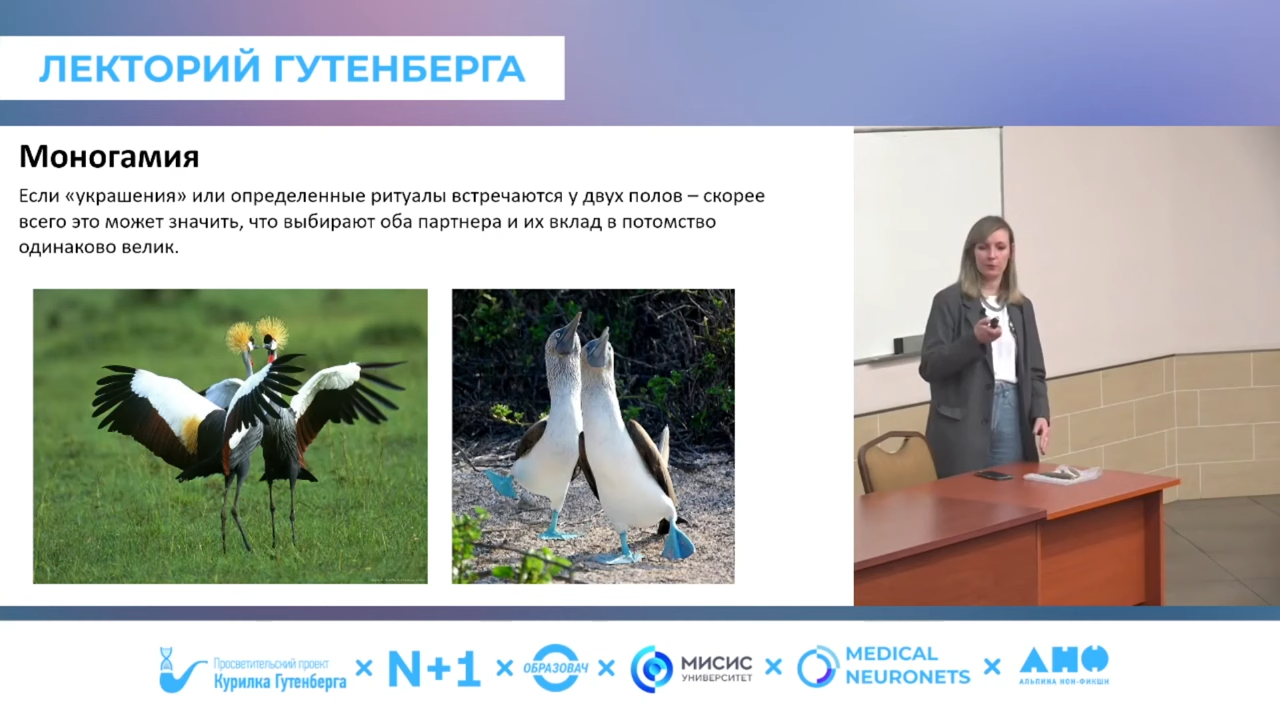 ЛЕКТОРИЙ ГУТЕНБЕРГА
Моногамия
Если «украшения» или определенные ритуалы встречаются у двух полов – скорее
всего это может значить, что выбирают оба партнера и их вклад в потомство
одинаково велик.
Просветительский проект
Курилка Гутенберга
N+1
ОБРАЗОВАЧ
МИСИС
УНИВЕРСИТЕТ
MEDICAL
NEURONETS
АНФ
АЛЬПИНА НОН-ФИКШН